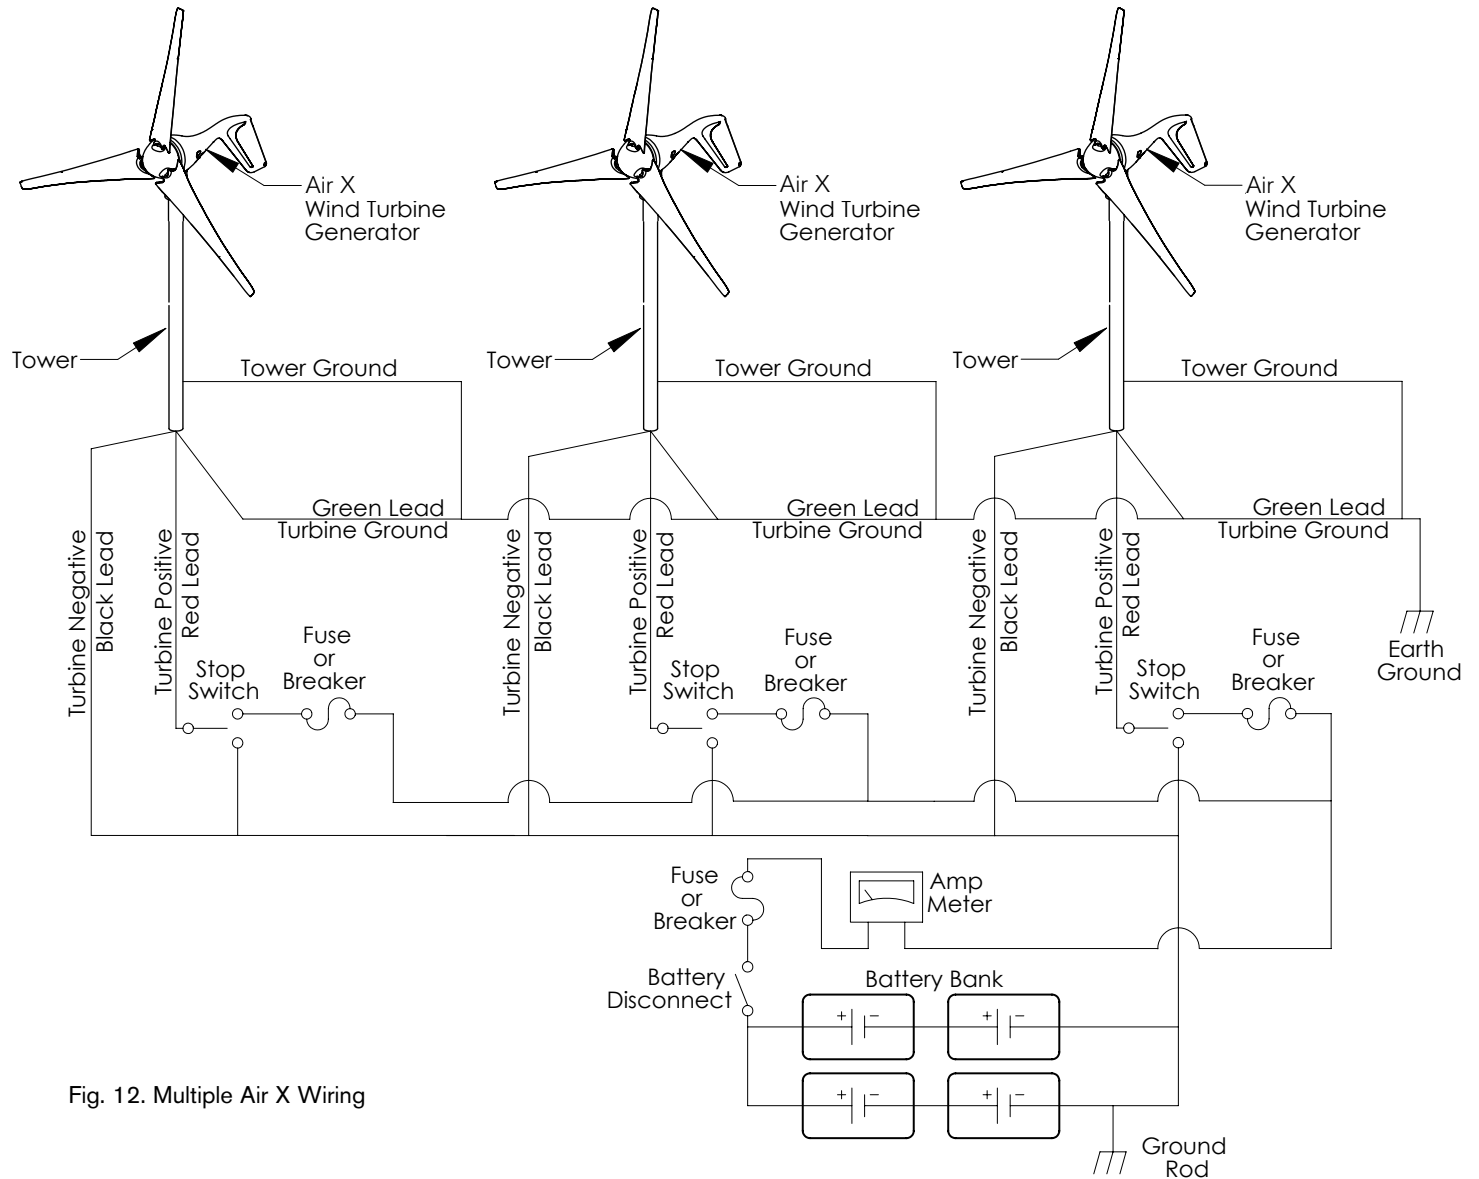 Air X
Wind Turbine
Generator
Air X
Wind Turbine
Generator
Air X
Wind Turbine
Generator
Tower
Tower
Tower
Tower Ground
Tower Ground
Tower Ground
Green Lead
Turbine Ground
Green Lead
Turbine Ground
Green Lead
Turbine Ground
Turbine Negative
Black Lead
Turbine Positive
Red Lead
Turbine Negative
Black Lead
Turbine Positive
Red Lead
Turbine Negative
Black Lead
Turbine Positive
Red Lead
Stop
Switch
Fuse
or
Breaker
Stop
Switch
Fuse
or
Breaker
Stop
Switch
Fuse
or
Breaker
Earth
Ground
Fuse
or
Breaker
Amp
Meter
Battery
Disconnect
Battery Bank
+ −
+ −
+ −
+ −
Ground
Rod
Fig. 12. Multiple Air X Wiring